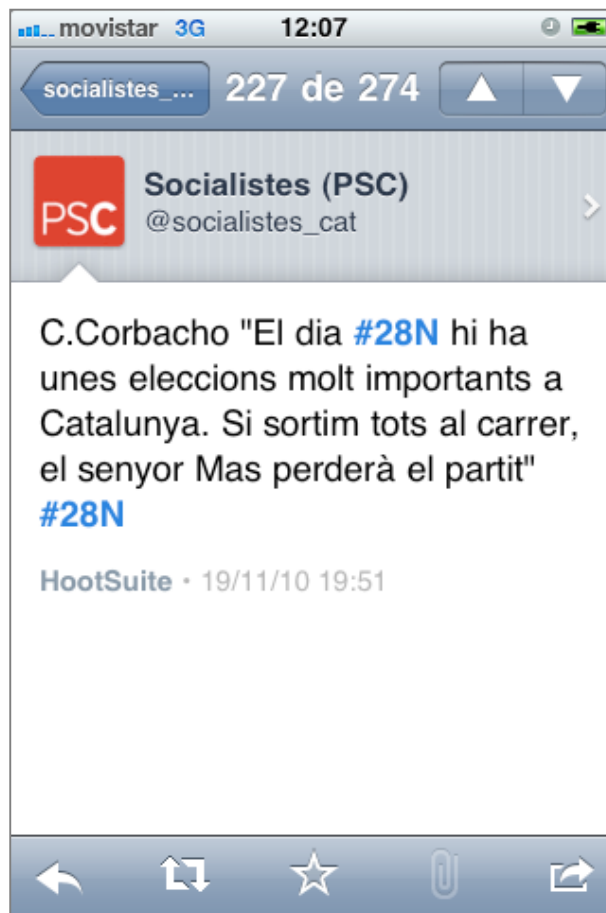 movistar 3G 12:07
socialistes_... 227 de 274
PSC
Socialistes (PSC)
@socialistes_cat
C.Corbacho "El dia #28N hi ha
unes eleccions molt importants a
Catalunya. Si sortim tots al carrer,
el senyor Mas perderà el partit"
#28N
HootSuite • 19/11/10 19:51